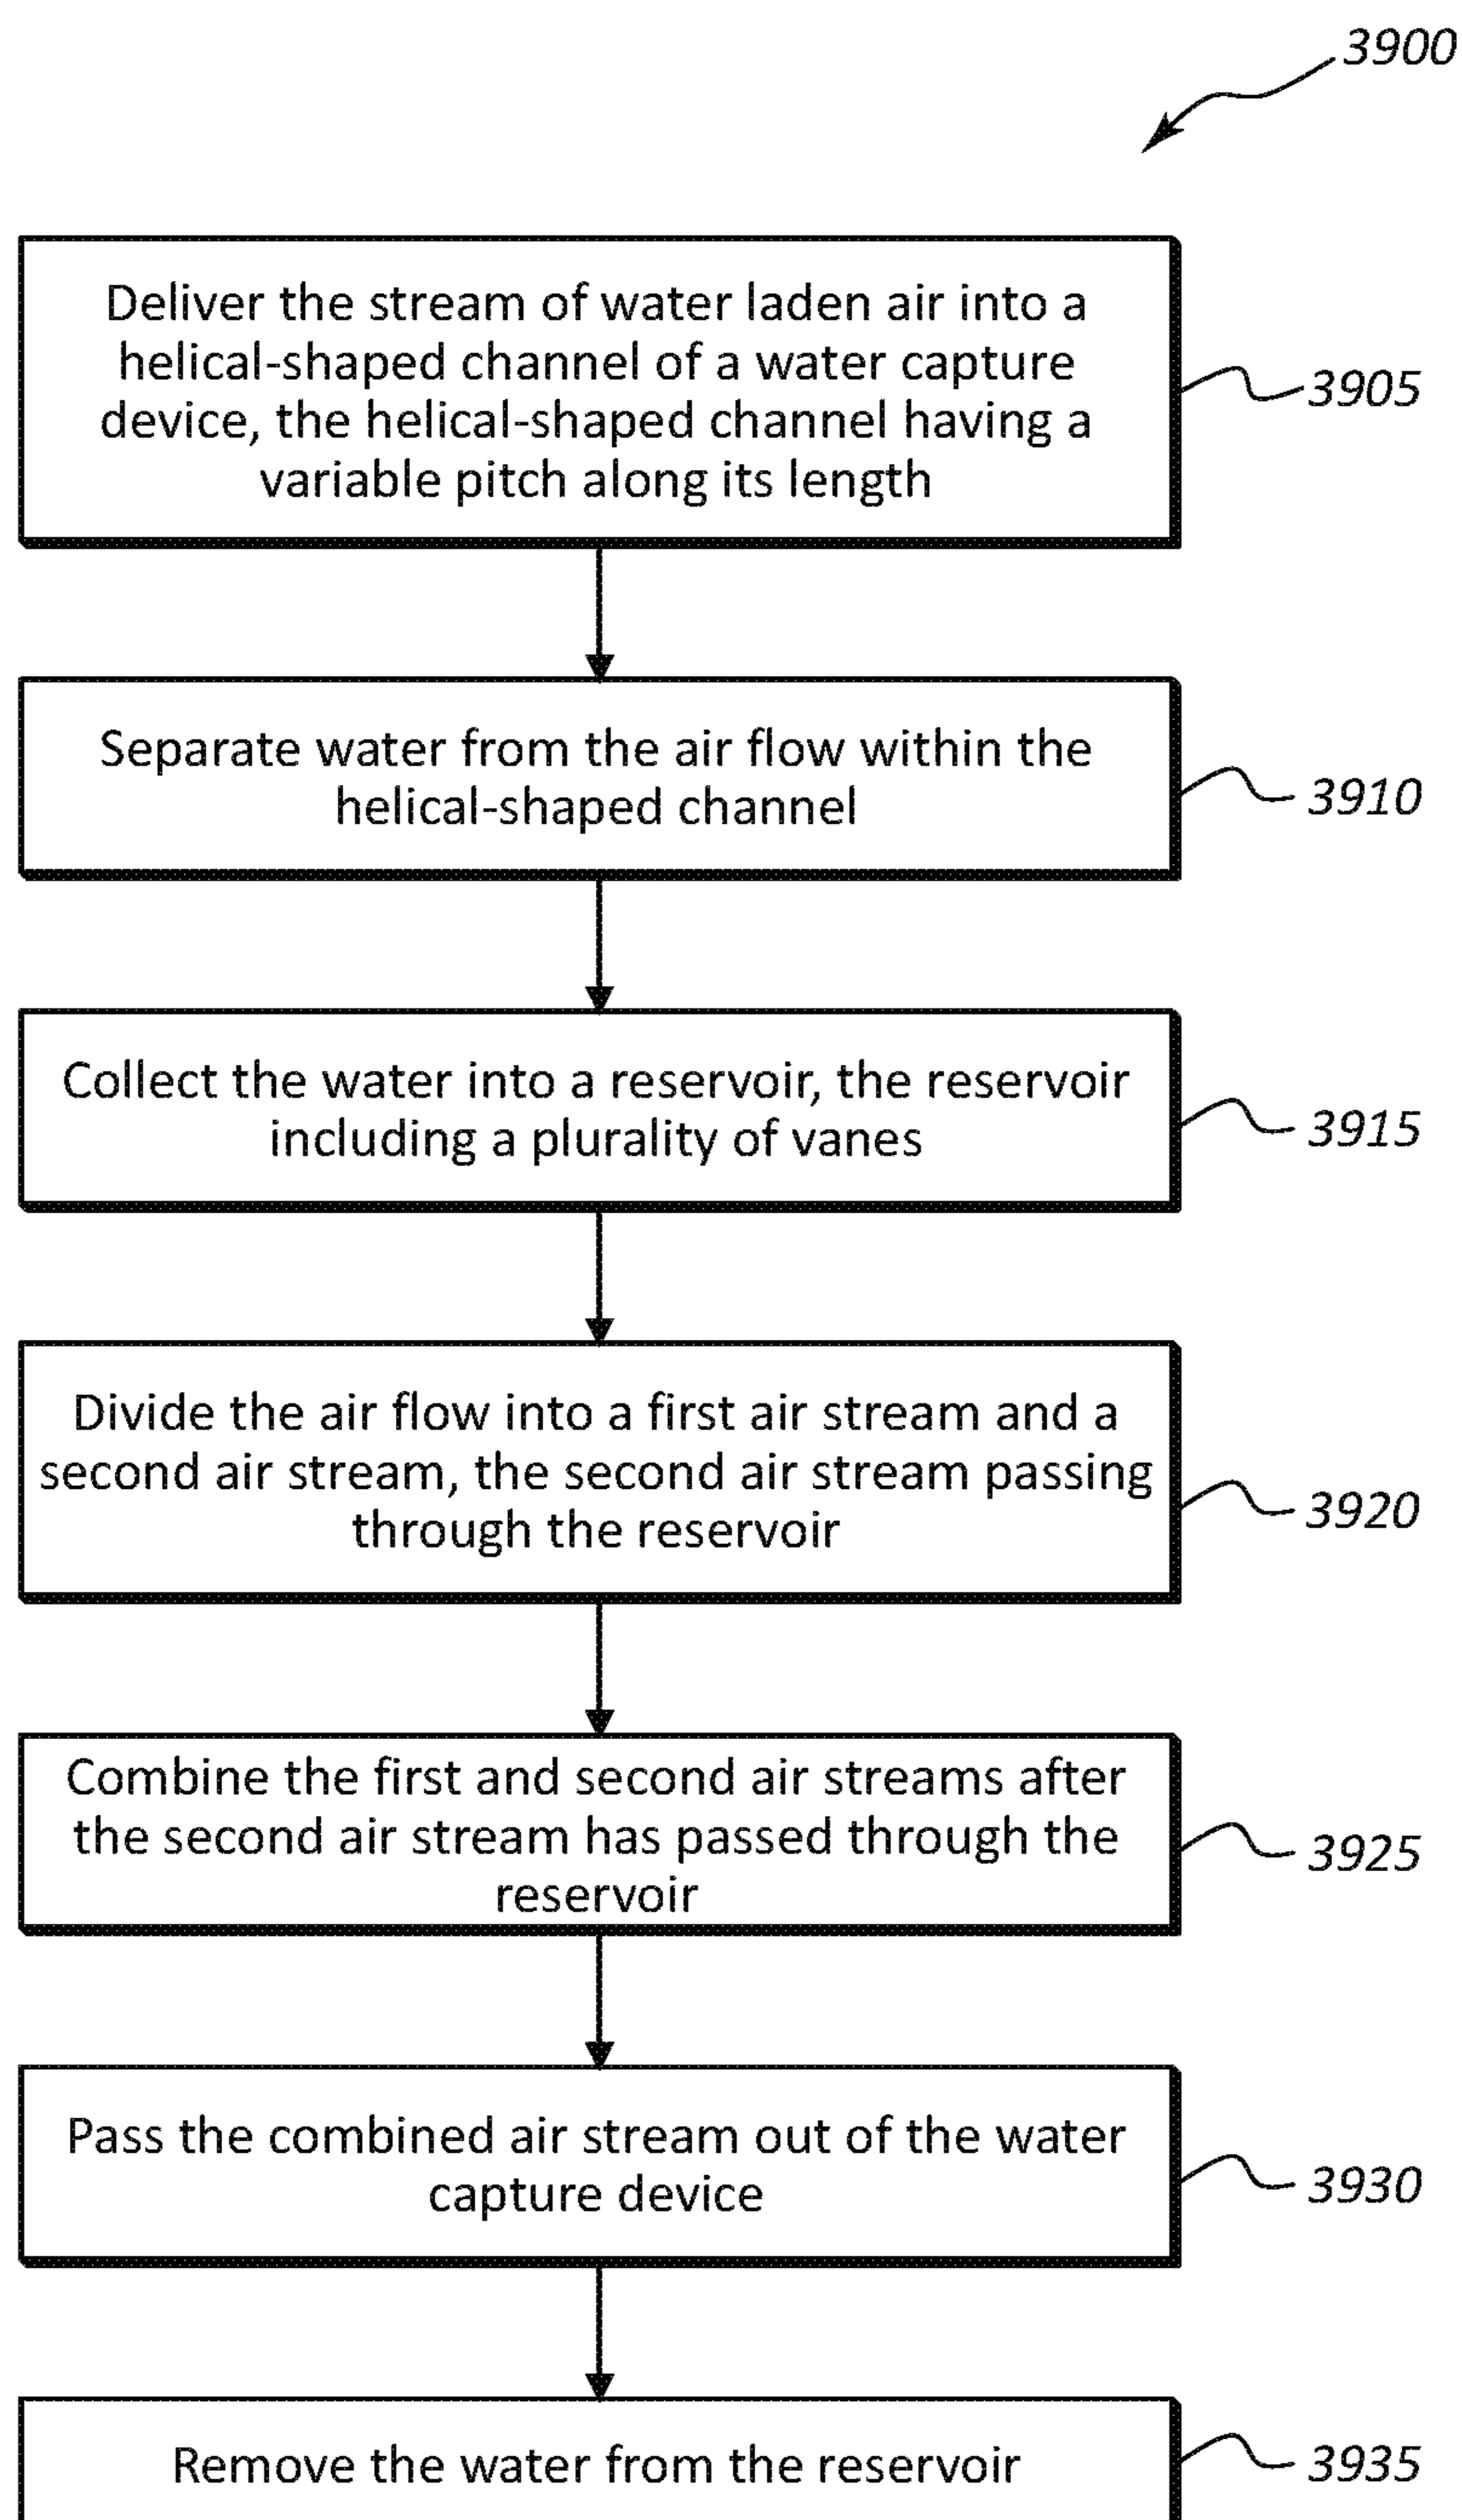 3900
Deliver the stream of water laden air into a
helical-shaped channel of a water capture
device, the helical-shaped channel having a
variable pitch along its length
3905
Separate water from the air flow within the
helical-shaped channel
3910
Collect the water into a reservoir, the reservoir
including a plurality of vanes
3915
Divide the air flow into a first air stream and a
second air stream, the second air stream passing
through the reservoir
3920
Combine the first and second air streams after
the second air stream has passed through the
reservoir
3925
Pass the combined air stream out of the water
capture device
3930
Remove the water from the reservoir
3935